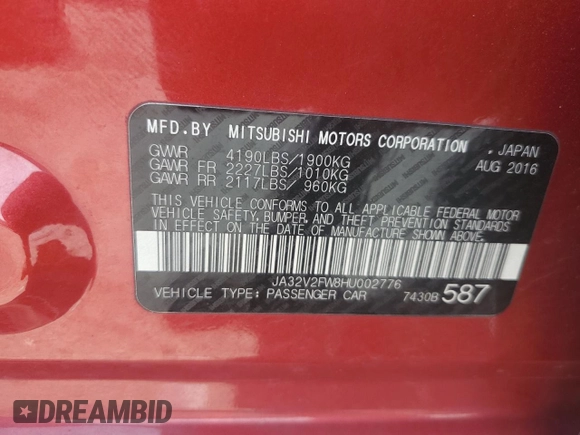 MFD.BY MITSUBISHI MOTORS CORPORATION . JAPAN
GVWR 4190LBS/1900KG AUG 2016
GAWR FR 2227LBS/1010KG
GAWR RR 2117LBS/ 960KG
THIS VEHICLE CONFORMS TO ALL APPLICABLE FEDERAL MOTOR
VEHICLE SAFETY, BUMPER, AND THEFT PREVENTION STANDARDS
IN EFFECT ON THE DATE OF MANUFACTURE SHOWN ABOVE.
JA32V2FW8HU002776
VEHICLE TYPE: PASSENGER CAR 7430B 587
DREAMBID